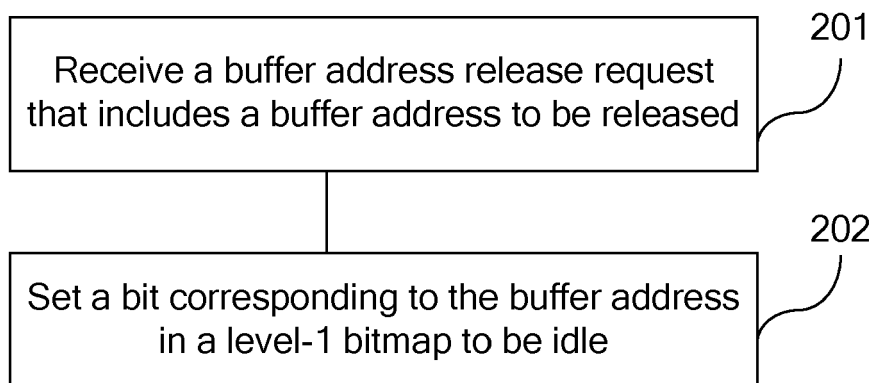 201
Receive a buffer address release request
that includes a buffer address to be released
202
Set a bit corresponding to the buffer address
in a level-1 bitmap to be idle